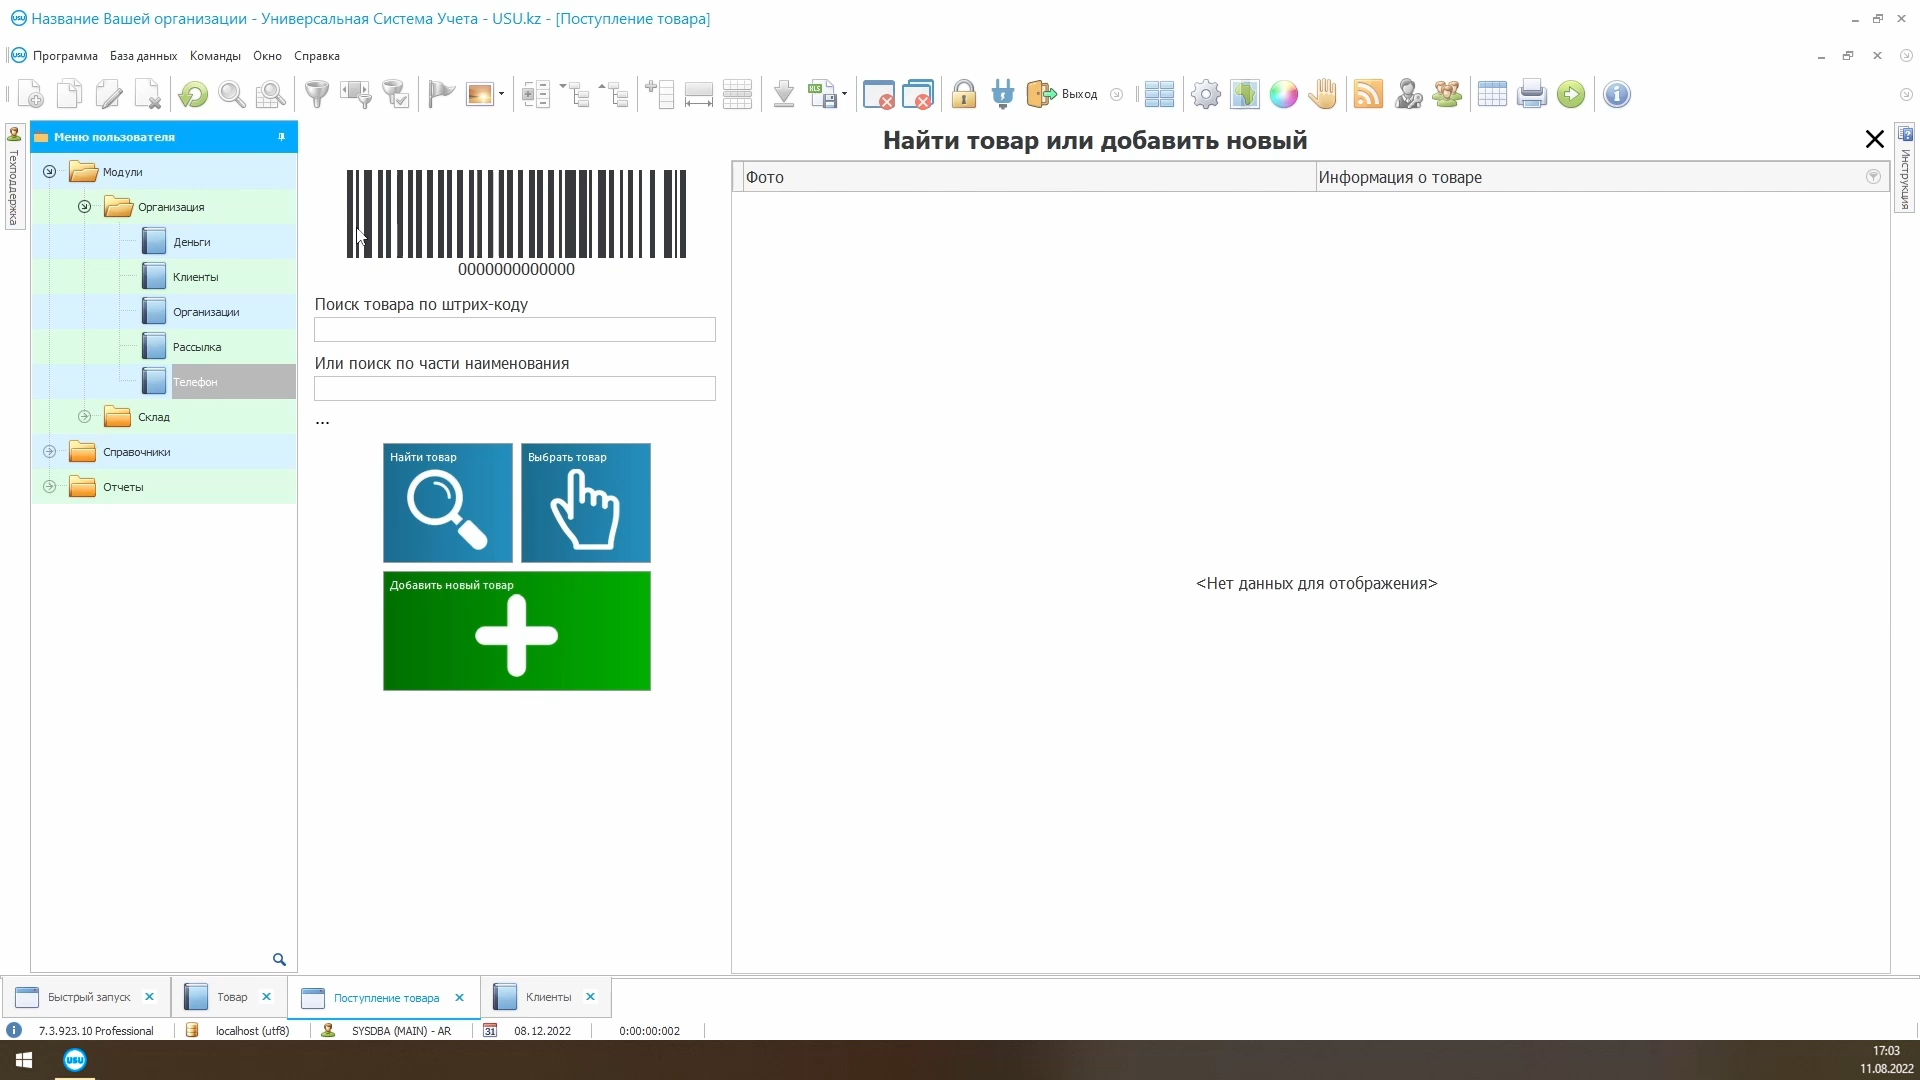 Название Вашей организации - Универсальная Система Учета - USU.kz - [Поступление товара]
Программа База данных Команды Окно Справка
XLS Выход
Техподдержка
Меню пользователя
Модули
Организация
Деньги
Клиенты
Организации
Рассылка
Телефон
Склад
Справочники
Отчеты
0000000000000
Поиск товара по штрих-коду
Или поиск по части наименования
...
Найти товар
Выбрать товар
Добавить новый товар
Найти товар или добавить новый
Фото Информация о товаре
<Нет данных для отображения>
Инструкция
Быстрый запуск Товар Поступление товара Клиенты
7.3.923.10 Professional localhost (utf8) SYSDBA (MAIN) - AR 31 08.12.2022 0:00:00:002
USU
17:03
11.08.2022